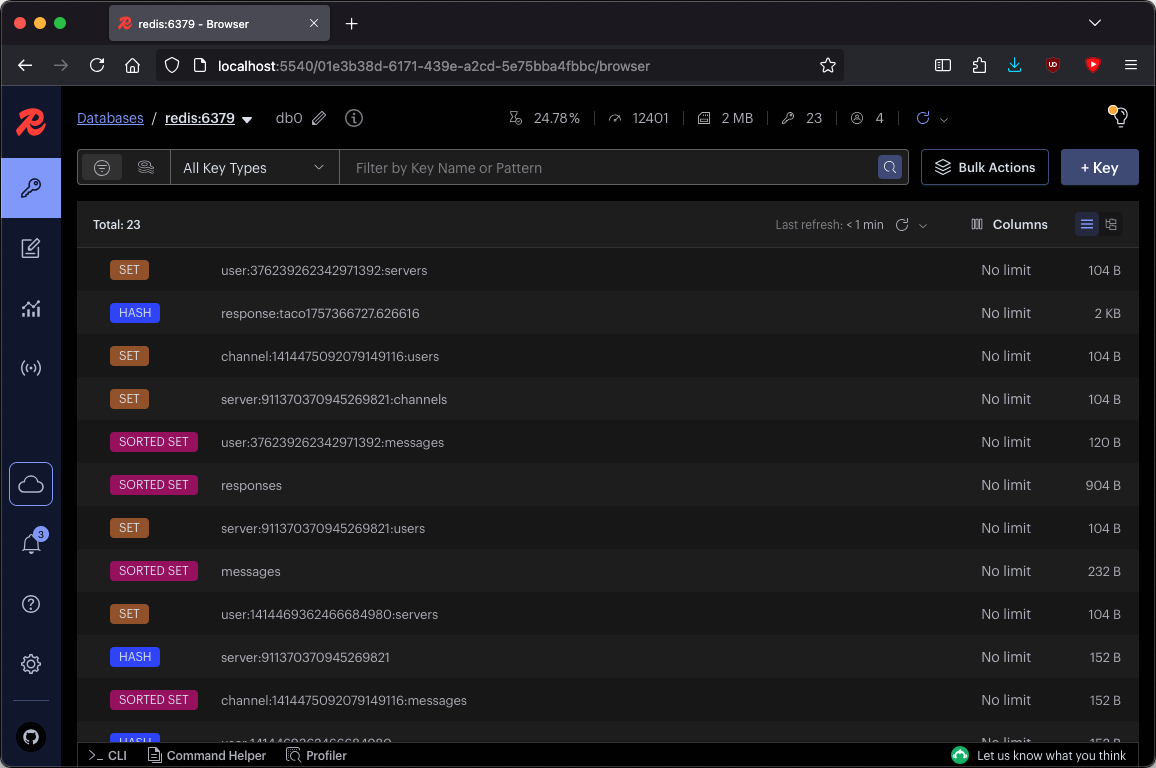 redis:6379 - Browser
localhost:5540/01e3b38d-6171-439e-a2cd-5e75bba4fbbc/browser
Databases / redis:6379 db0 24.78% 12401 2 MB 23 4
All Key Types Filter by Key Name or Pattern Bulk Actions + Key
Total: 23 Last refresh: < 1 min Columns
SET user:376239262342971392:servers No limit 104 B
HASH response:taco1757366727.626616 No limit 2 KB
SET channel:1414475092079149116:users No limit 104 B
SET server:911370370945269821:channels No limit 104 B
SORTED SET user:376239262342971392:messages No limit 120 B
SORTED SET responses No limit 904 B
SET server:911370370945269821:users No limit 104 B
3
SORTED SET messages No limit 232 B
SET user:1414469362466684980:servers No limit 104 B
HASH server:911370370945269821 No limit 152 B
SORTED SET channel:1414475092079149116:messages No limit 152 B
HASH user:1414469362466684980 No limit 152 B
>_ CLI Command Helper Profiler Let us know what you think